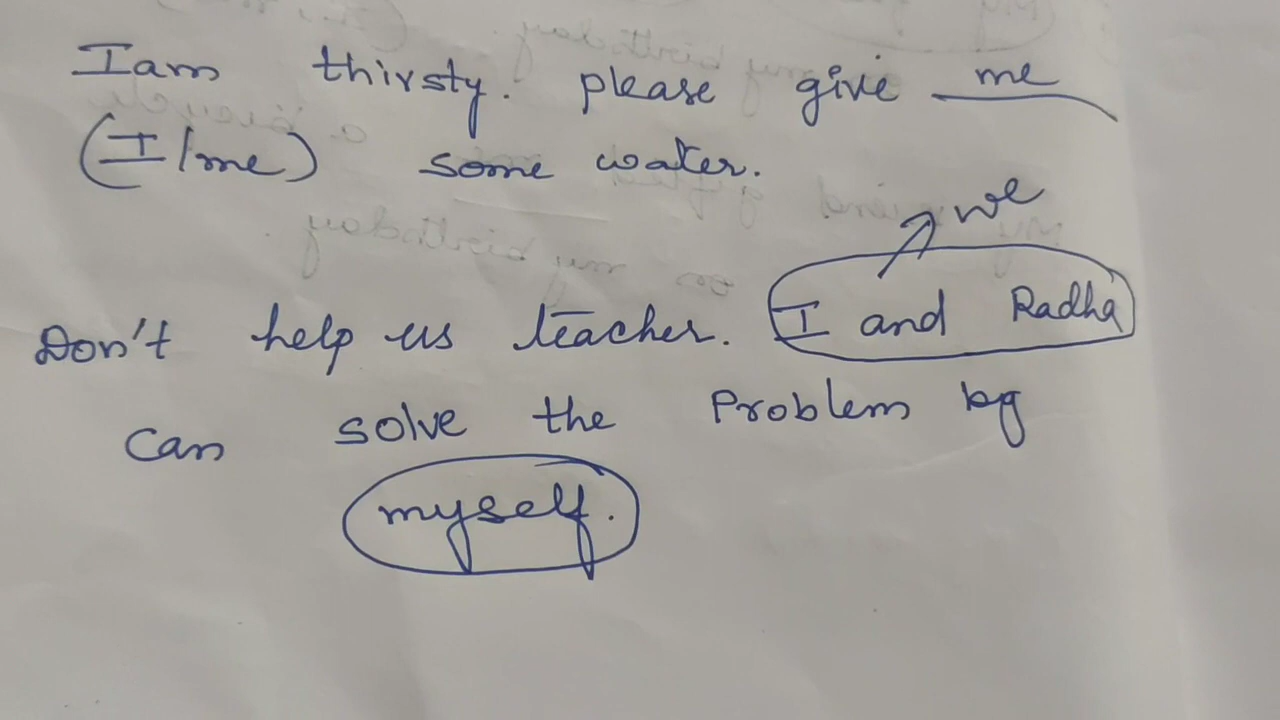 Iam thirsty. please give me
(I/me) some water.
we
Don't help us teacher. I and Radha
can solve the Problem by
myself.